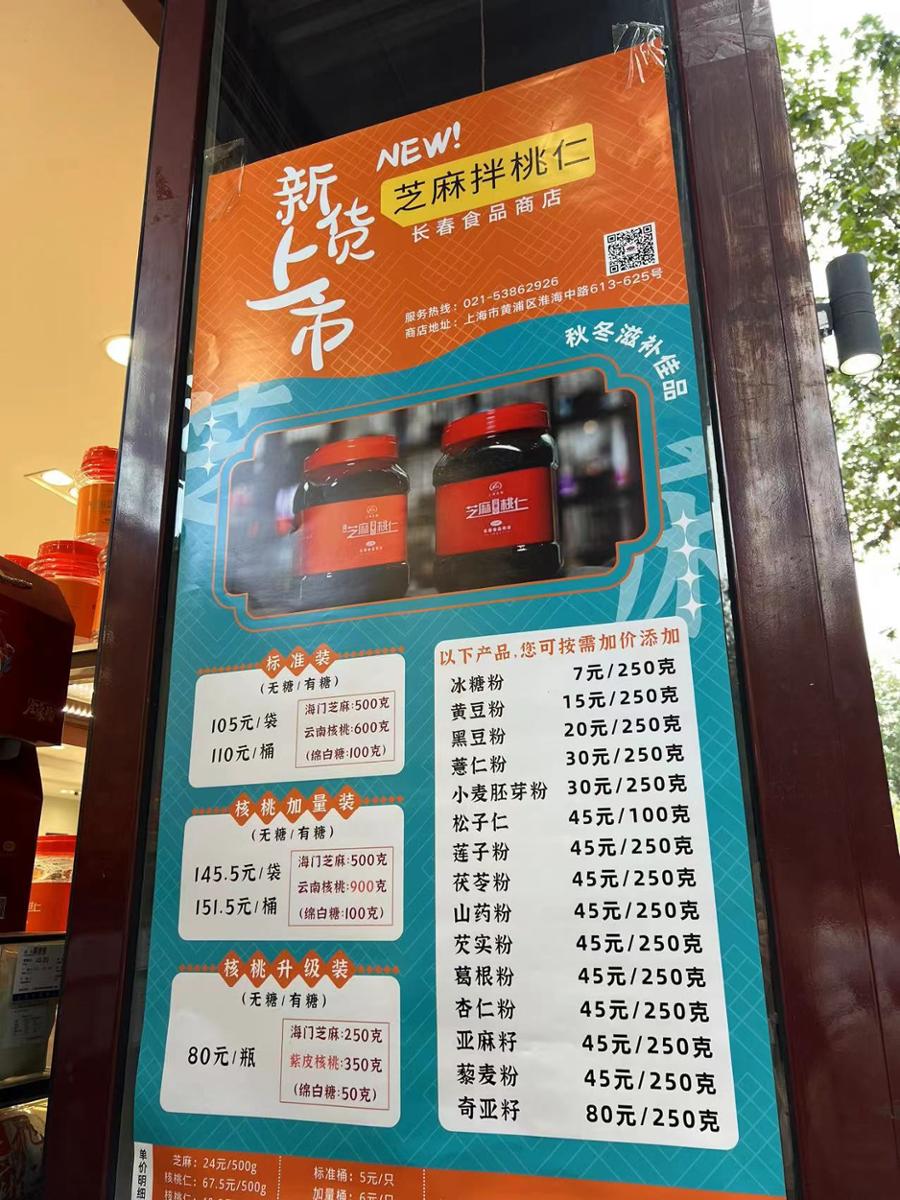 NEW!
新货上市
芝麻拌桃仁
长春食品商店
服务热线：021-53862926
商店地址：上海市黄浦区淮海中路613-625号
秋冬滋补佳品
芝麻 桃仁
芝麻 桃仁
标准装
(无糖/有糖)
105元/袋
110元/桶
海门芝麻:500克
云南核桃:600克
(绵白糖:100克)
核桃加量装
(无糖/有糖)
145.5元/袋
151.5元/桶
海门芝麻:500克
云南核桃:900克
(绵白糖:100克)
核桃升级装
(无糖/有糖)
80元/瓶
海门芝麻:250克
紫皮核桃:350克
(绵白糖:50克)
以下产品,您可按需加价添加
冰糖粉 7元/250克
黄豆粉 15元/250克
黑豆粉 20元/250克
薏仁粉 30元/250克
小麦胚芽粉 30元/250克
松子仁 45元/100克
莲子粉 45元/250克
茯苓粉 45元/250克
山药粉 45元/250克
芡实粉 45元/250克
葛根粉 45元/250克
杏仁粉 45元/250克
亚麻籽 45元/250克
藜麦粉 45元/250克
奇亚籽 80元/250克
单价明细
芝麻：24元/500g
核桃仁：67.5元/500g
标准桶：5元/只
加量桶：6元/只